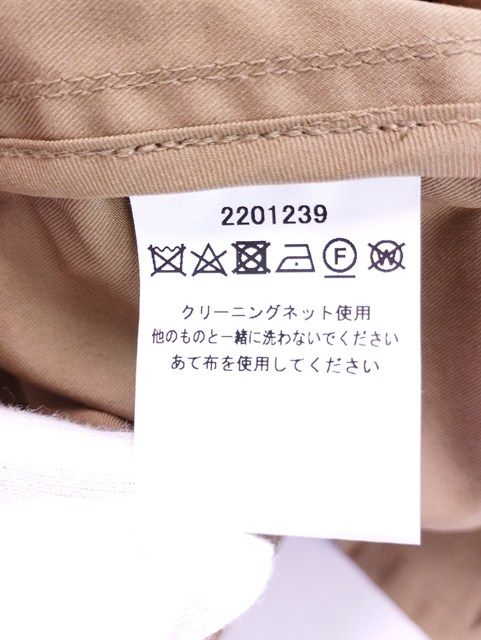 2201239
F W
クリーニングネット使用
他のものと一緒に洗わないでください
あて布を使用してください